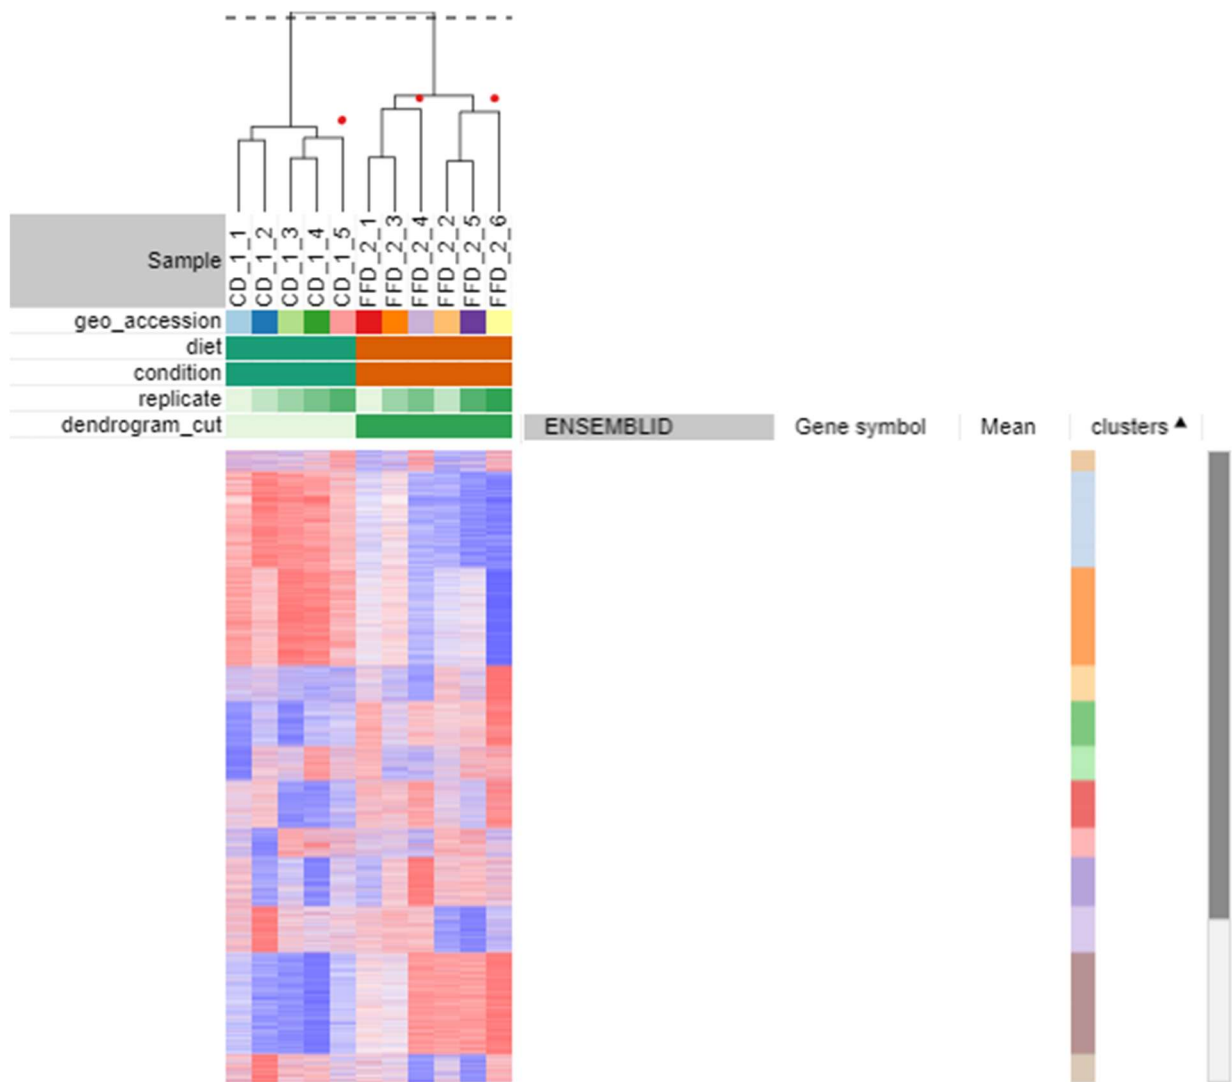 Sample
CD_1_1
CD_1_2
CD_1_3
CD_1_4
CD_1_5
FFD_2_1
FFD_2_3
FFD_2_4
FFD_2_2
FFD_2_5
FFD_2_6
geo_accession
diet
condition
replicate
dendrogram_cut
ENSEMBLID Gene symbol Mean clusters ▲